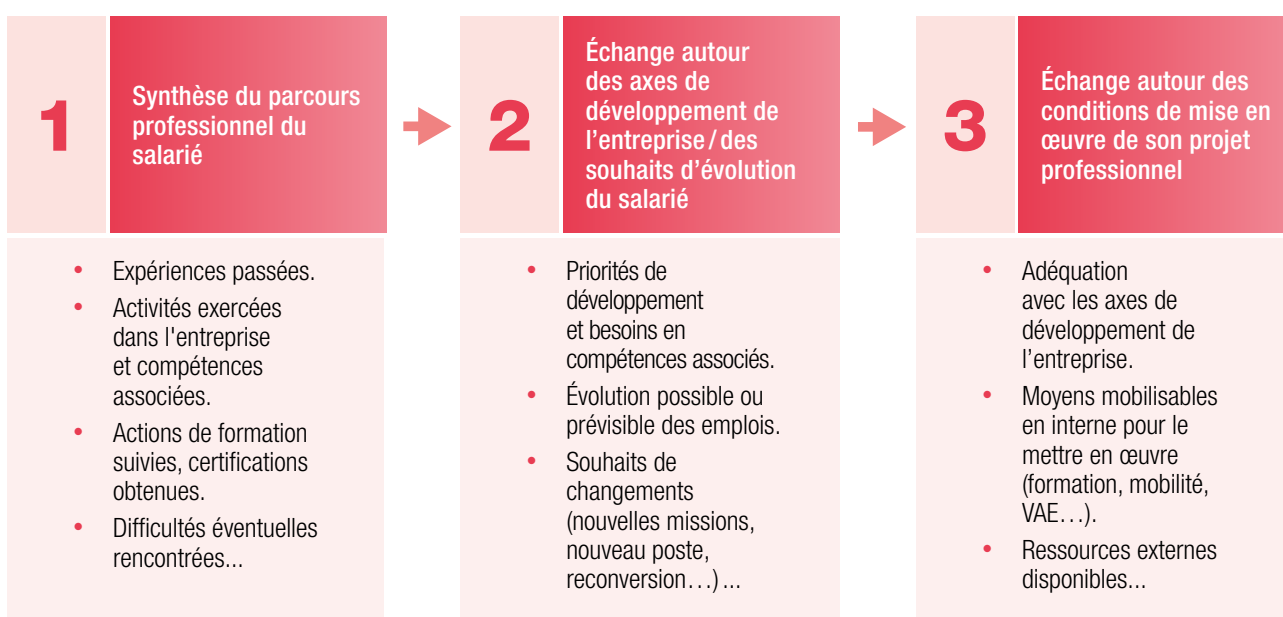 1
Synthèse du parcours
professionnel du
salarié
• Expériences passées.
• Activités exercées
dans l'entreprise
et compétences
associées.
• Actions de formation
suivies, certifications
obtenues.
• Difficultés éventuelles
rencontrées...
2
Échange autour
des axes de
développement de
l’entreprise / des
souhaits d’évolution
du salarié
• Priorités de
développement
et besoins en
compétences associés.
• Évolution possible ou
prévisible des emplois.
• Souhaits de
changements
(nouvelles missions,
nouveau poste,
reconversion…) ...
3
Échange autour des
conditions de mise en
œuvre de son projet
professionnel
• Adéquation
avec les axes de
développement de
l’entreprise.
• Moyens mobilisables
en interne pour le
mettre en œuvre
(formation, mobilité,
VAE…).
• Ressources externes
disponibles...